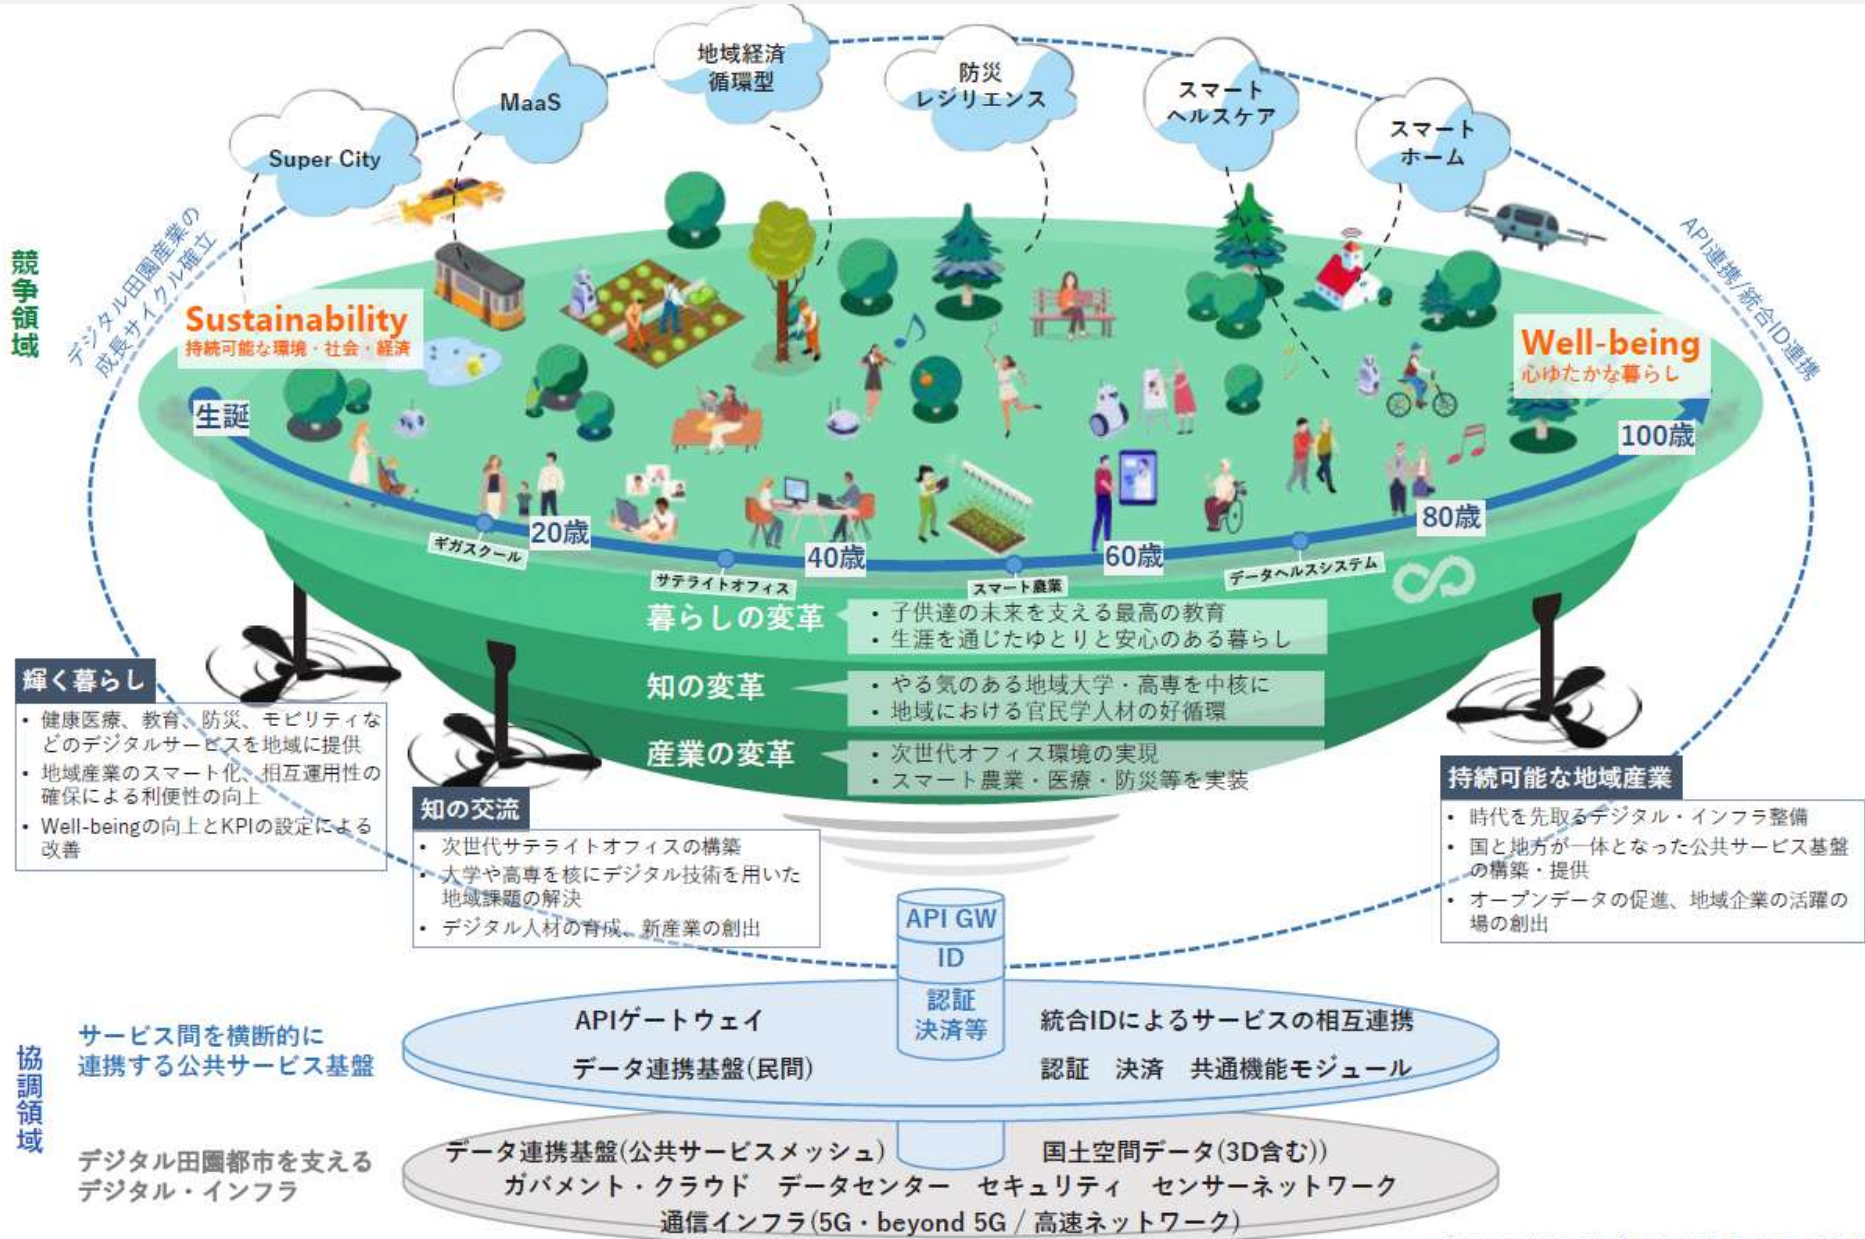 地域経済
循環型
防災
レジリエンス
スマート
ヘルスケア
MaaS
スマート
ホーム
Super City
競争領域
デジタル田園産業の
成長サイクル確立
API連携/統合ID連携
Sustainability
持続可能な環境・社会・経済
Well-being
心ゆたかな暮らし
生誕
20歳
40歳
60歳
80歳
100歳
ギガスクール
サテライトオフィス
スマート農業
データヘルスシステム
暮らしの変革
・子供達の未来を支える最高の教育
・生涯を通じたゆとりと安心のある暮らし
知の変革
・やる気のある地域大学・高専を中核に
・地域における官民学人材の好循環
産業の変革
・次世代オフィス環境の実現
・スマート農業・医療・防災等を実装
輝く暮らし
・健康医療、教育、防災、モビリティな
どのデジタルサービスを地域に提供
・地域産業のスマート化、相互運用性の
確保による利便性の向上
・Well-beingの向上とKPIの設定による
改善
知の交流
・次世代サテライトオフィスの構築
・大学や高専を核にデジタル技術を用いた
地域課題の解決
・デジタル人材の育成、新産業の創出
持続可能な地域産業
・時代を先取るデジタル・インフラ整備
・国と地方が一体となった公共サービス基盤
の構築・提供
・オープンデータの促進、地域企業の活躍の
場の創出
API GW
ID
認証
決済等
協調領域
サービス間を横断的に
連携する公共サービス基盤
APIゲートウェイ
統合IDによるサービスの相互連携
データ連携基盤(民間)
認証 決済 共通機能モジュール
デジタル田園都市を支える
デジタル・インフラ
データ連携基盤(公共サービスメッシュ)
国土空間データ(3D含む))
ガバメント・クラウド データセンター セキュリティ センサーネットワーク
通信インフラ(5G・beyond 5G / 高速ネットワーク)